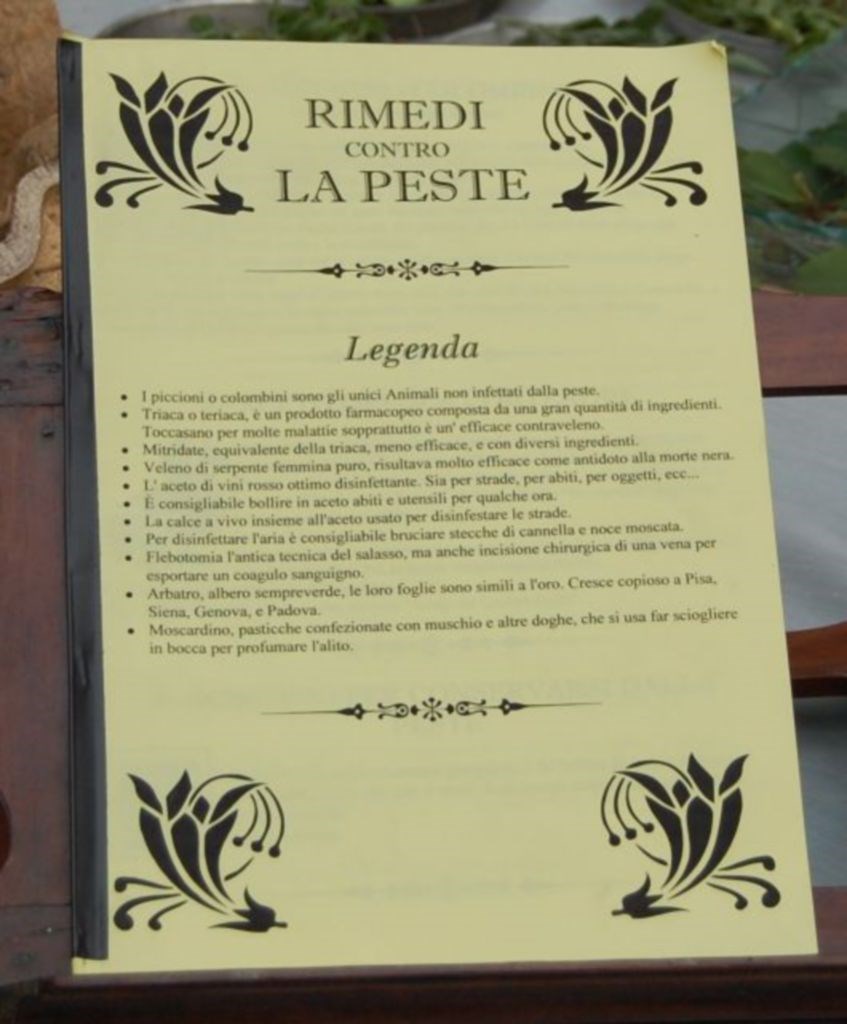 RIMEDI
CONTRO
LA PESTE
Legenda
• I piccioni o colombini sono gli unici Animali non infettati dalla peste.
• Triaca o teriaca, è un prodotto farmacopeo composta da una gran quantità di ingredienti.
Toccasano per molte malattie soprattutto è un' efficace contraveleno.
• Mitridate, equivalente della triaca, meno efficace, e con diversi ingredienti.
• Veleno di serpente femmina puro, risultava molto efficace come antidoto alla morte nera.
• L' aceto di vini rosso ottimo disinfettante. Sia per strade, per abiti, per oggetti, ecc...
• È consigliabile bollire in aceto abiti e utensili per qualche ora.
• La calce a vivo insieme all'aceto usato per disinfestare le strade.
• Per disinfettare l'aria è consigliabile bruciare stecche di cannella e noce moscata.
• Flebotomia l'antica tecnica del salasso, ma anche incisione chirurgica di una vena per
esportare un coagulo sanguigno.
• Arbatro, albero sempreverde, le loro foglie sono simili a l'oro. Cresce copioso a Pisa,
Siena, Genova, e Padova.
• Moscardino, pasticche confezionate con muschio e altre doghe, che si usa far sciogliere
in bocca per profumare l'alito.